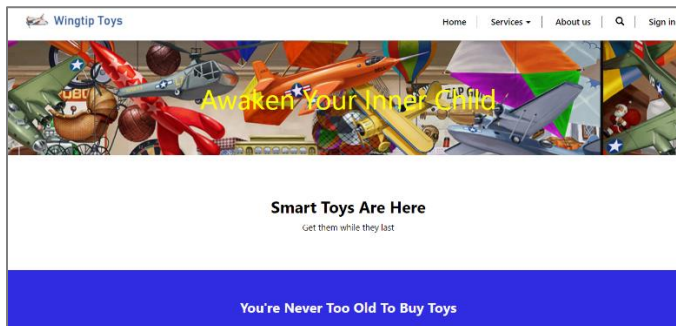 Wingtip Toys
Home
Services
About us
Sign in
Awaken Your Inner Child
Smart Toys Are Here
Get them while they last
You're Never Too Old To Buy Toys